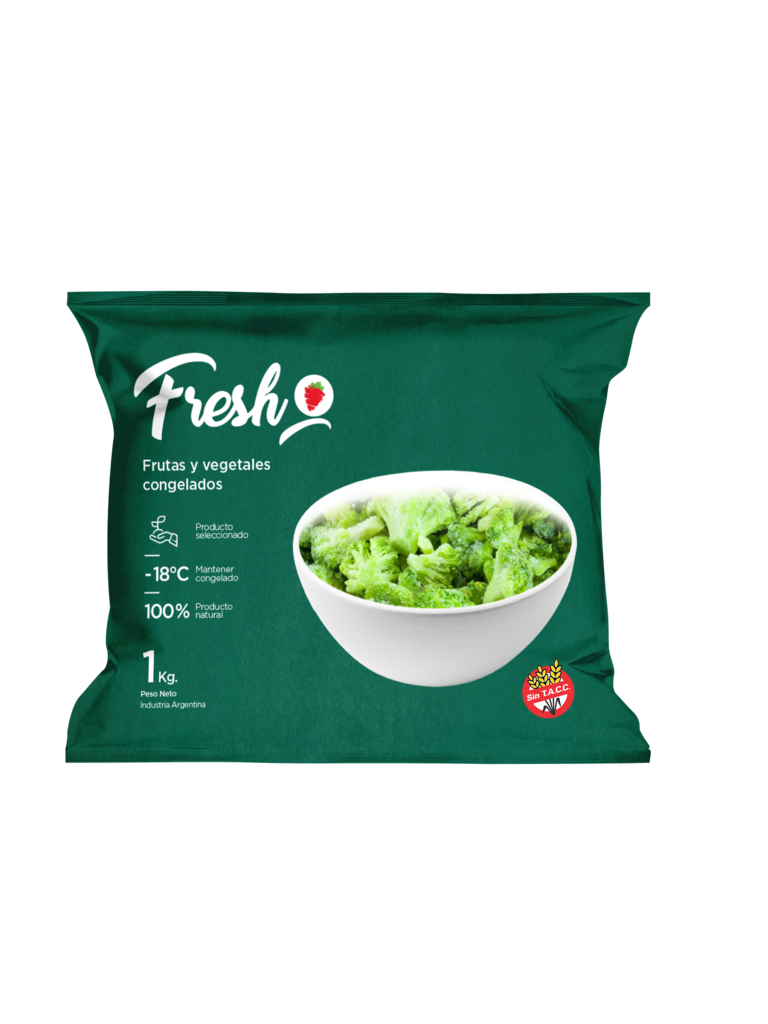 Fresh
Frutas y vegetales
congelados
Producto
seleccionado
-18°C
Mantener
congelado
100%
Producto
natural
1Kg.
Peso Neto
Industria Argentina
Sin T.A.C.C.